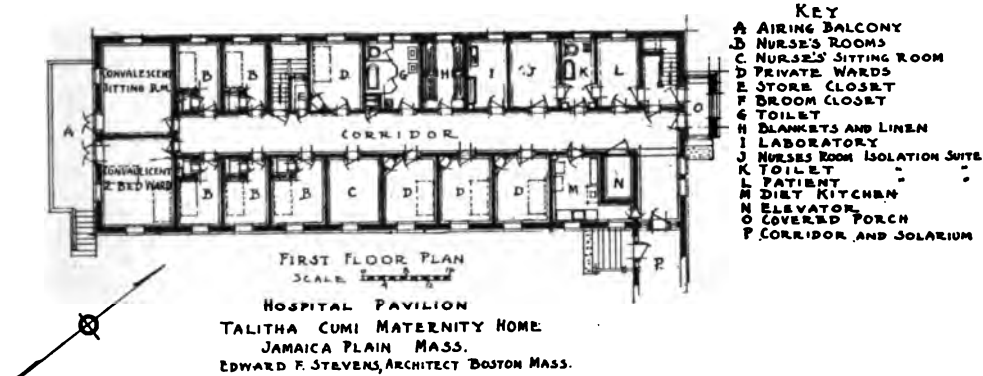 KEY
A AIRING BALCONY
B NURSE'S ROOMS
C. NURSE'S SITTING ROOM
D PRIVATE WARDS
E STORE CLOSET
F BROOM CLOSET
G TOILET
H BLANKETS AND LINEN
I LABORATORY
J NURSES ROOM ISOLATION SUITE
K TOILET " "
L PATIENT " "
M DIET KITCHEN
N ELEVATOR
O COVERED PORCH
P CORRIDOR AND SOLARIUM
CONVALESCENT
SITTING RM.
B B E D. G H I J K L
A O
CORRIDOR
CONVALESCENT
2 BED WARD
B B B C D D D M N
P.
FIRST FLOOR PLAN
SCALE
HOSPITAL PAVILION
TALITHA CUMI MATERNITY HOME
JAMAICA PLAIN MASS.
EDWARD F. STEVENS, ARCHITECT BOSTON MASS.